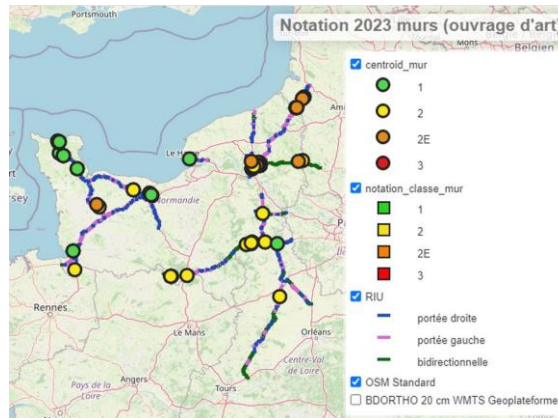 Portsmouth
Notation 2023 murs (ouvrage d'art)
Mons
Belgien
centroid_mur
1
2
2E
3
notation_classe_mur
1
2
2E
3
RIU
portée droite
portée gauche
bidirectionnelle
OSM Standard
BDORTHO 20 cm WMTS Geoplateforme
Le H
Normandie
Rennes
Le Mans
Orléans
Pays de la
Loire
Angers
Tours
Centre-Val
de Loire